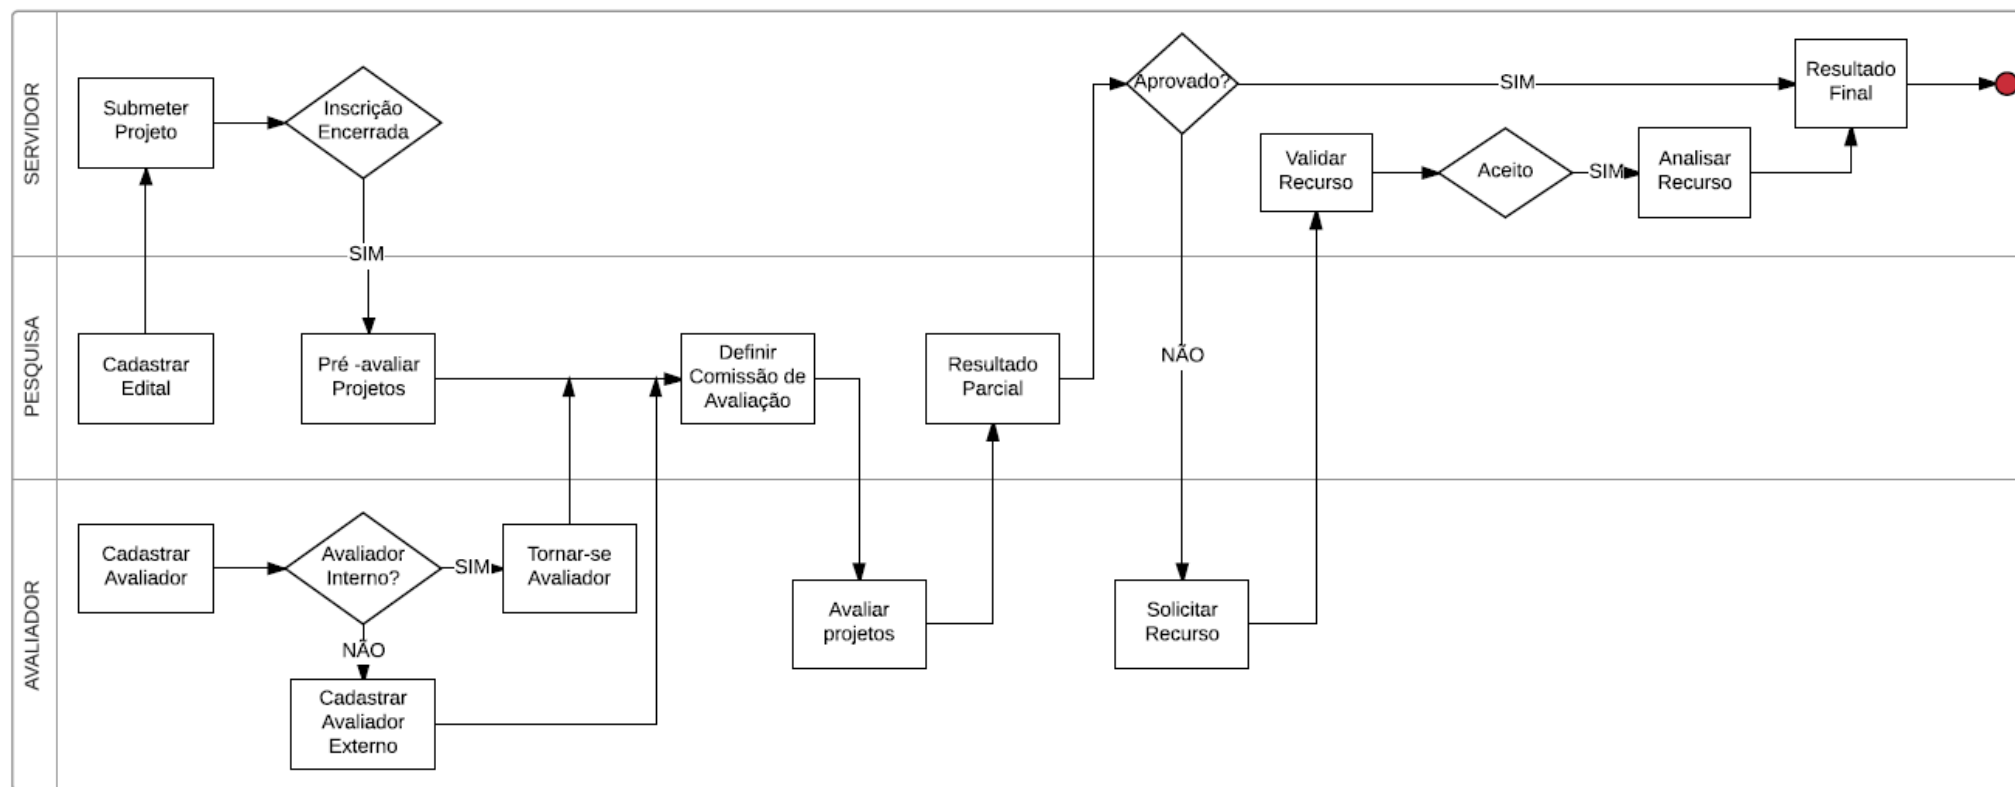 SERVIDOR
Submeter
Projeto
Inscrição
Encerrada
SIM
Aprovado?
SIM
NÃO
Validar
Recurso
Aceito
SIM
Analisar
Recurso
Resultado
Final
PESQUISA
Cadastrar
Edital
Pré -avaliar
Projetos
Definir
Comissão de
Avaliação
Resultado
Parcial
AVALIADOR
Cadastrar
Avaliador
Avaliador
Interno?
SIM
Tornar-se
Avaliador
NÃO
Cadastrar
Avaliador
Externo
Avaliar
projetos
Solicitar
Recurso